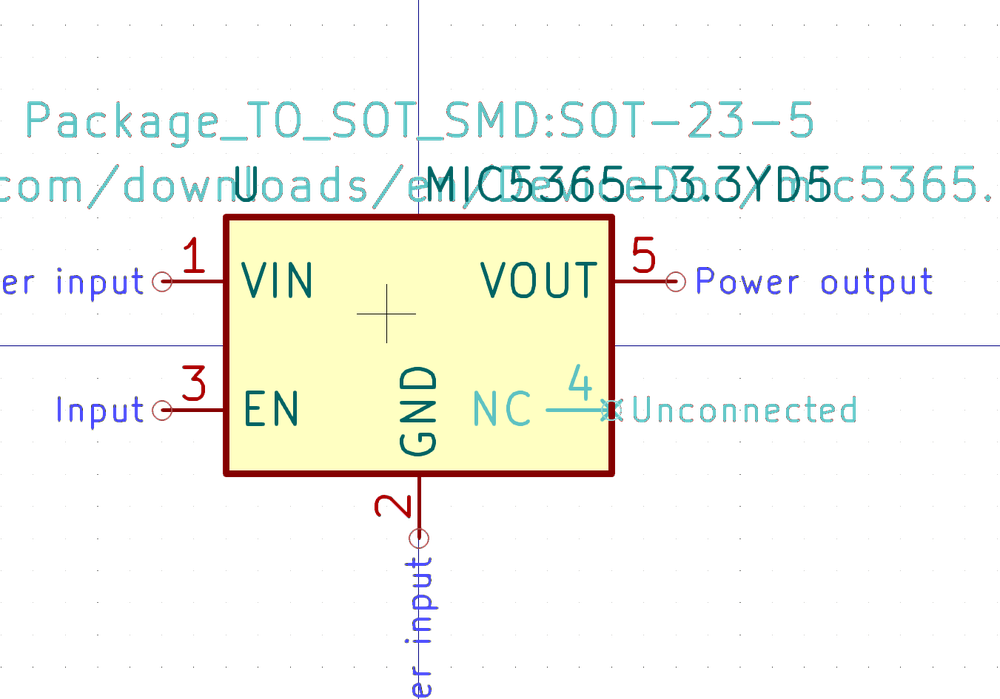 Package_TO_SOT_SMD:SOT-23-5
com/downloads/en/DeviceDoc/mic5365.
U MIC5365-3.3YD5
1 5
er input VIN VOUT Power output
3 4
Input EN GND NC Unconnected
2
er input